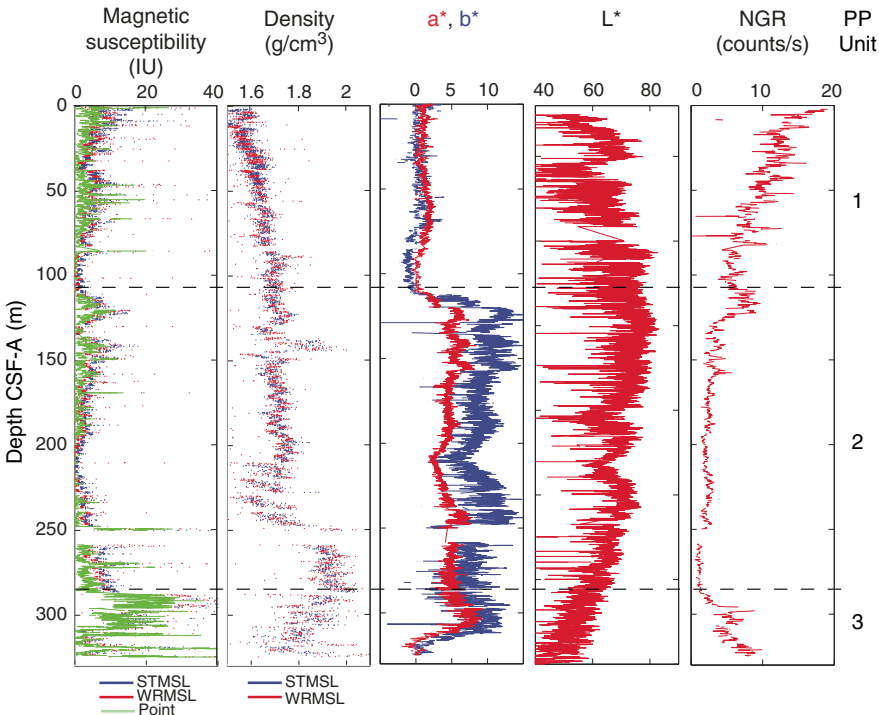 Magnetic susceptibility (IU)
Density (g/cm³)
a*, b*
L*
NGR (counts/s)
PP Unit
0 20 40
1.6 1.8 2
0 5 10
40 60 80
0 10 20
0
50
100
150
200
250
300
Depth CSF-A (m)
1
2
3
STMSL
WRMSL
Point
STMSL
WRMSL